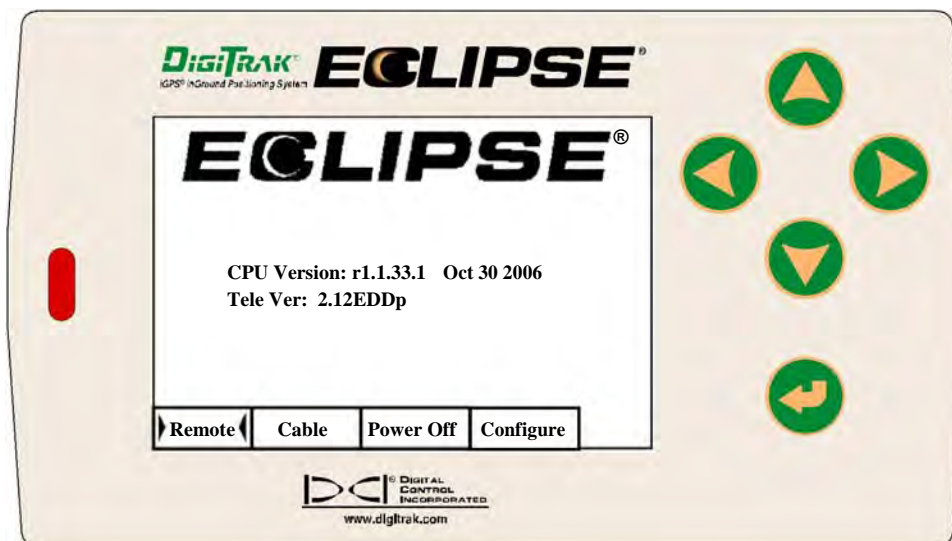 DIGITRAK® ECLIPSE®
iGPS® InGround Positioning System
ECLIPSE®
CPU Version: r1.1.33.1 Oct 30 2006
Tele Ver: 2.12EDDp
Remote Cable Power Off Configure
DCI® DIGITAL
CONTROL
INCORPORATED
www.digitrak.com